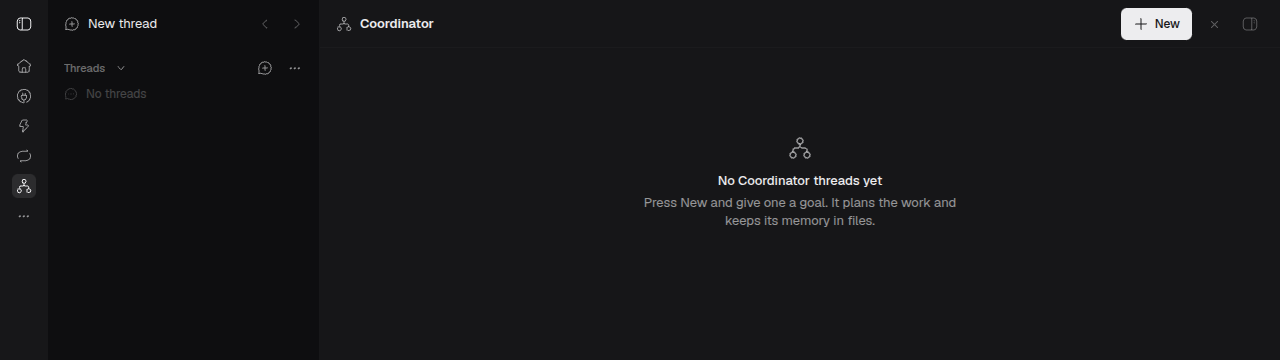 New thread
Threads
No threads
Coordinator
New
No Coordinator threads yet
Press New and give one a goal. It plans the work and
keeps its memory in files.